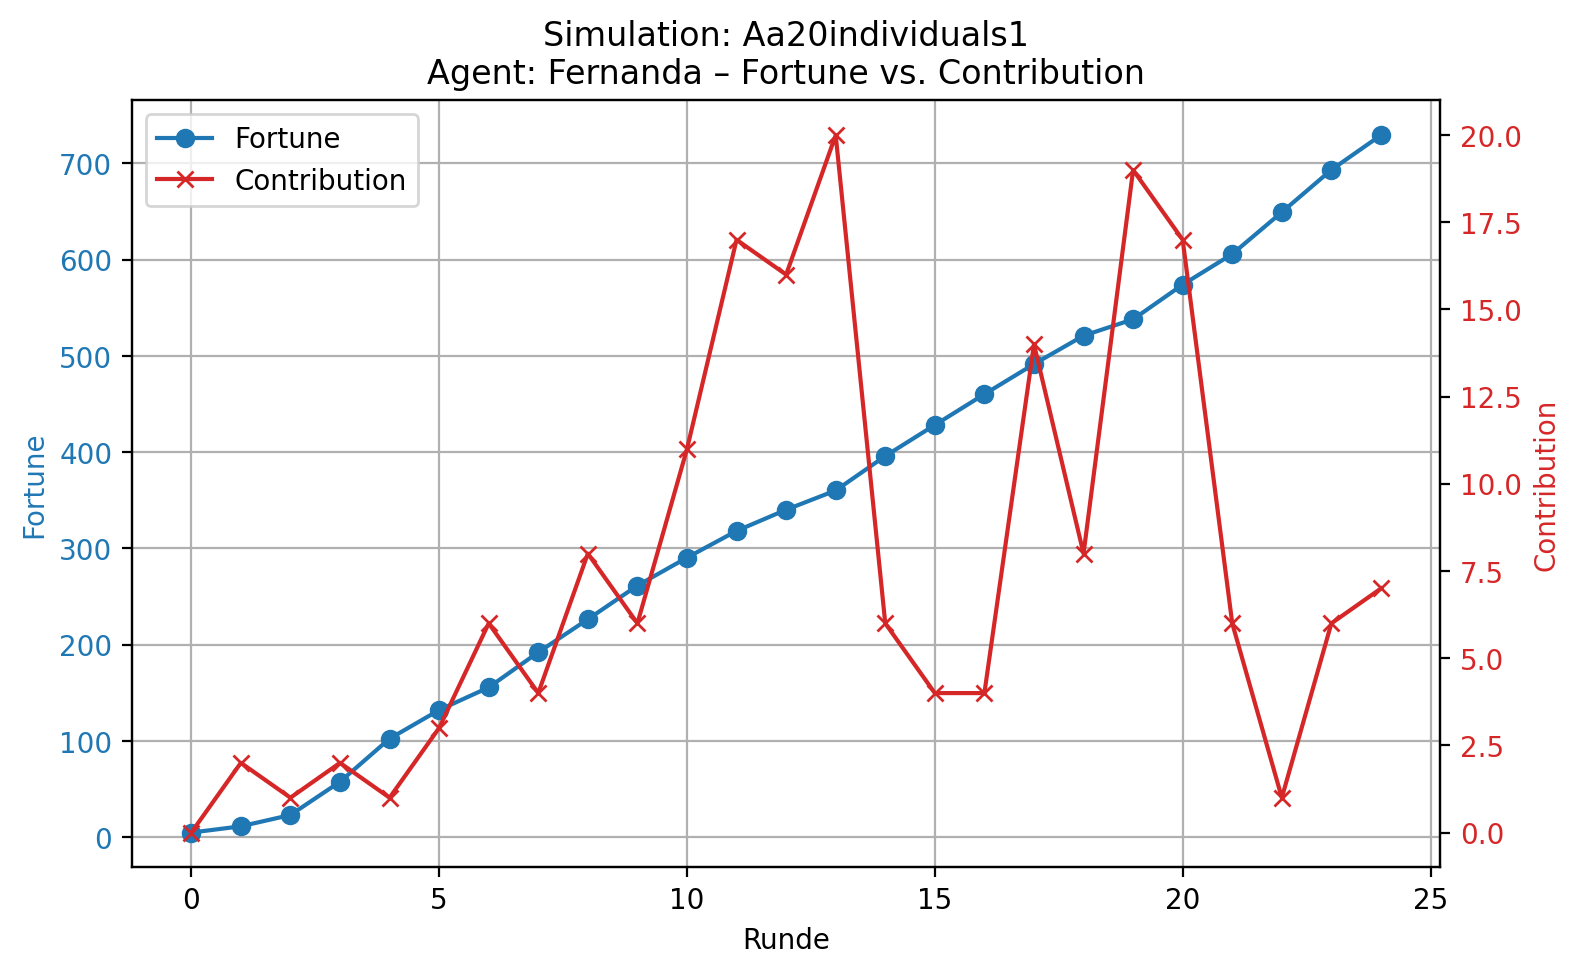 Simulation: Aa20individuals1
Agent: Fernanda – Fortune vs. Contribution
Fortune
Contribution
700
600
500
400
300
200
100
0
Fortune
20.0
17.5
15.0
12.5
10.0
7.5
5.0
2.5
0.0
Contribution
0 5 10 15 20 25
Runde